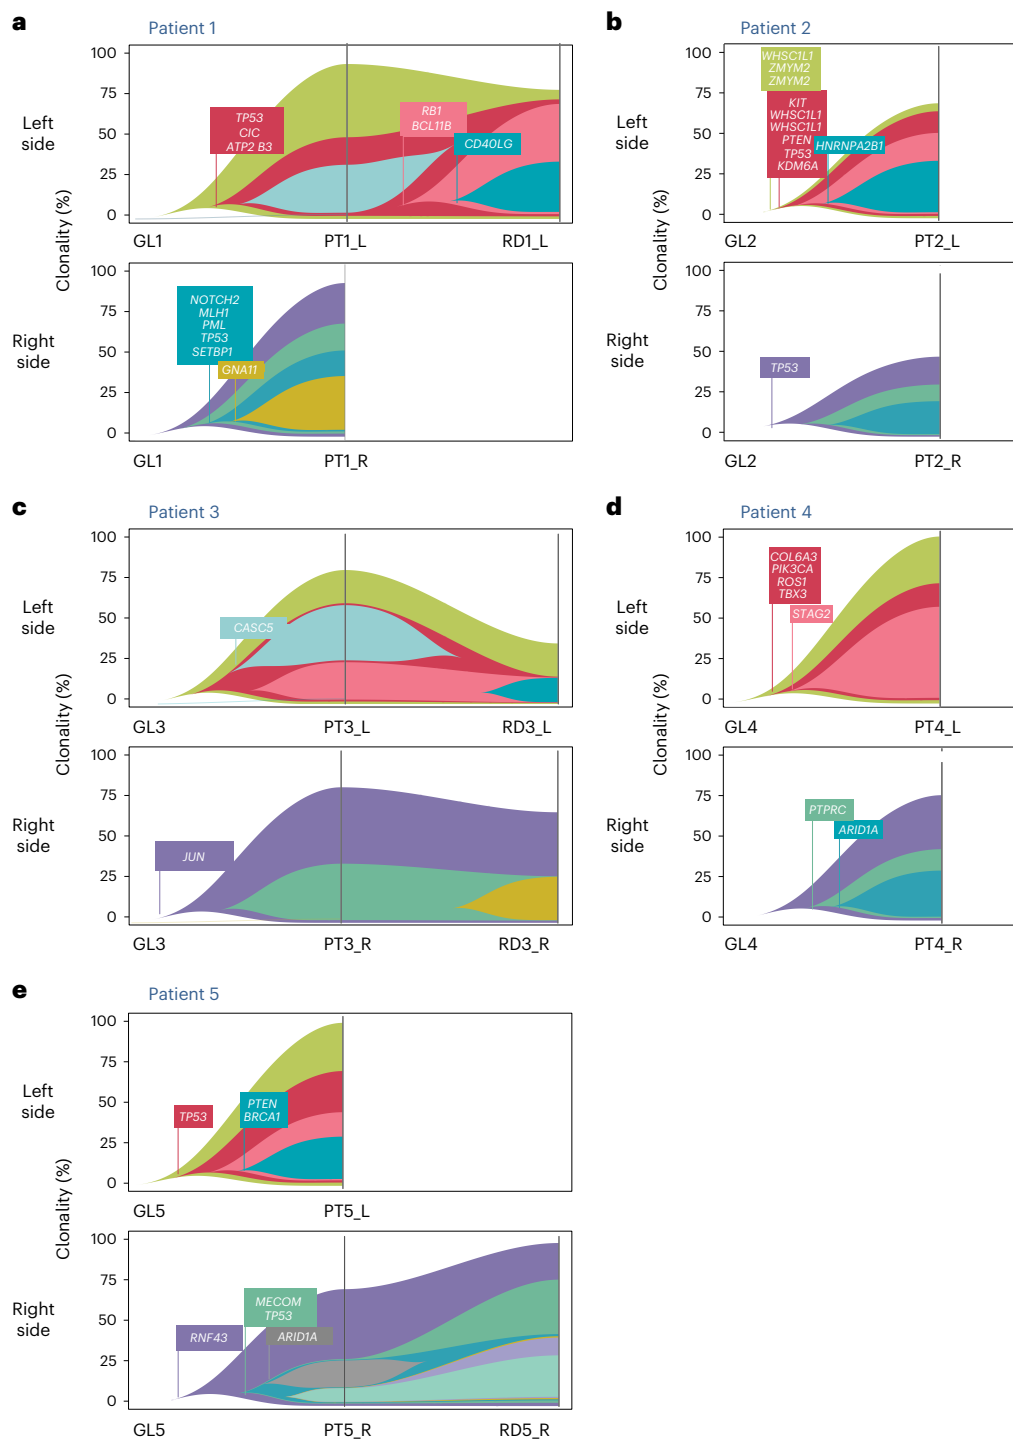 a
Patient 1
100
75
50
25
0
Left
side
TP53
CIC
ATP2 B3
RB1
BCL11B
CD40LG
GL1
PT1_L
RD1_L
Clonality (%)
100
75
50
25
0
Right
side
NOTCH2
MLH1
PML
TP53
SETBP1
GNA11
GL1
PT1_R
b
Patient 2
100
75
50
25
0
Left
side
WHSC1L1
ZMYM2
ZMYM2
KIT
WHSC1L1
WHSC1L1
PTEN
TP53
KDM6A
HNRNPA2B1
GL2
PT2_L
Clonality (%)
100
75
50
25
0
Right
side
TP53
GL2
PT2_R
c
Patient 3
100
75
50
25
0
Left
side
CASC5
GL3
PT3_L
RD3_L
Clonality (%)
100
75
50
25
0
Right
side
JUN
GL3
PT3_R
RD3_R
d
Patient 4
100
75
50
25
0
Left
side
COL6A3
PIK3CA
ROS1
TBX3
STAG2
GL4
PT4_L
Clonality (%)
100
75
50
25
0
Right
side
PTPRC
ARID1A
GL4
PT4_R
e
Patient 5
100
75
50
25
0
Left
side
TP53
PTEN
BRCA1
GL5
PT5_L
Clonality (%)
100
75
50
25
0
Right
side
RNF43
MECOM
TP53
ARID1A
GL5
PT5_R
RD5_R